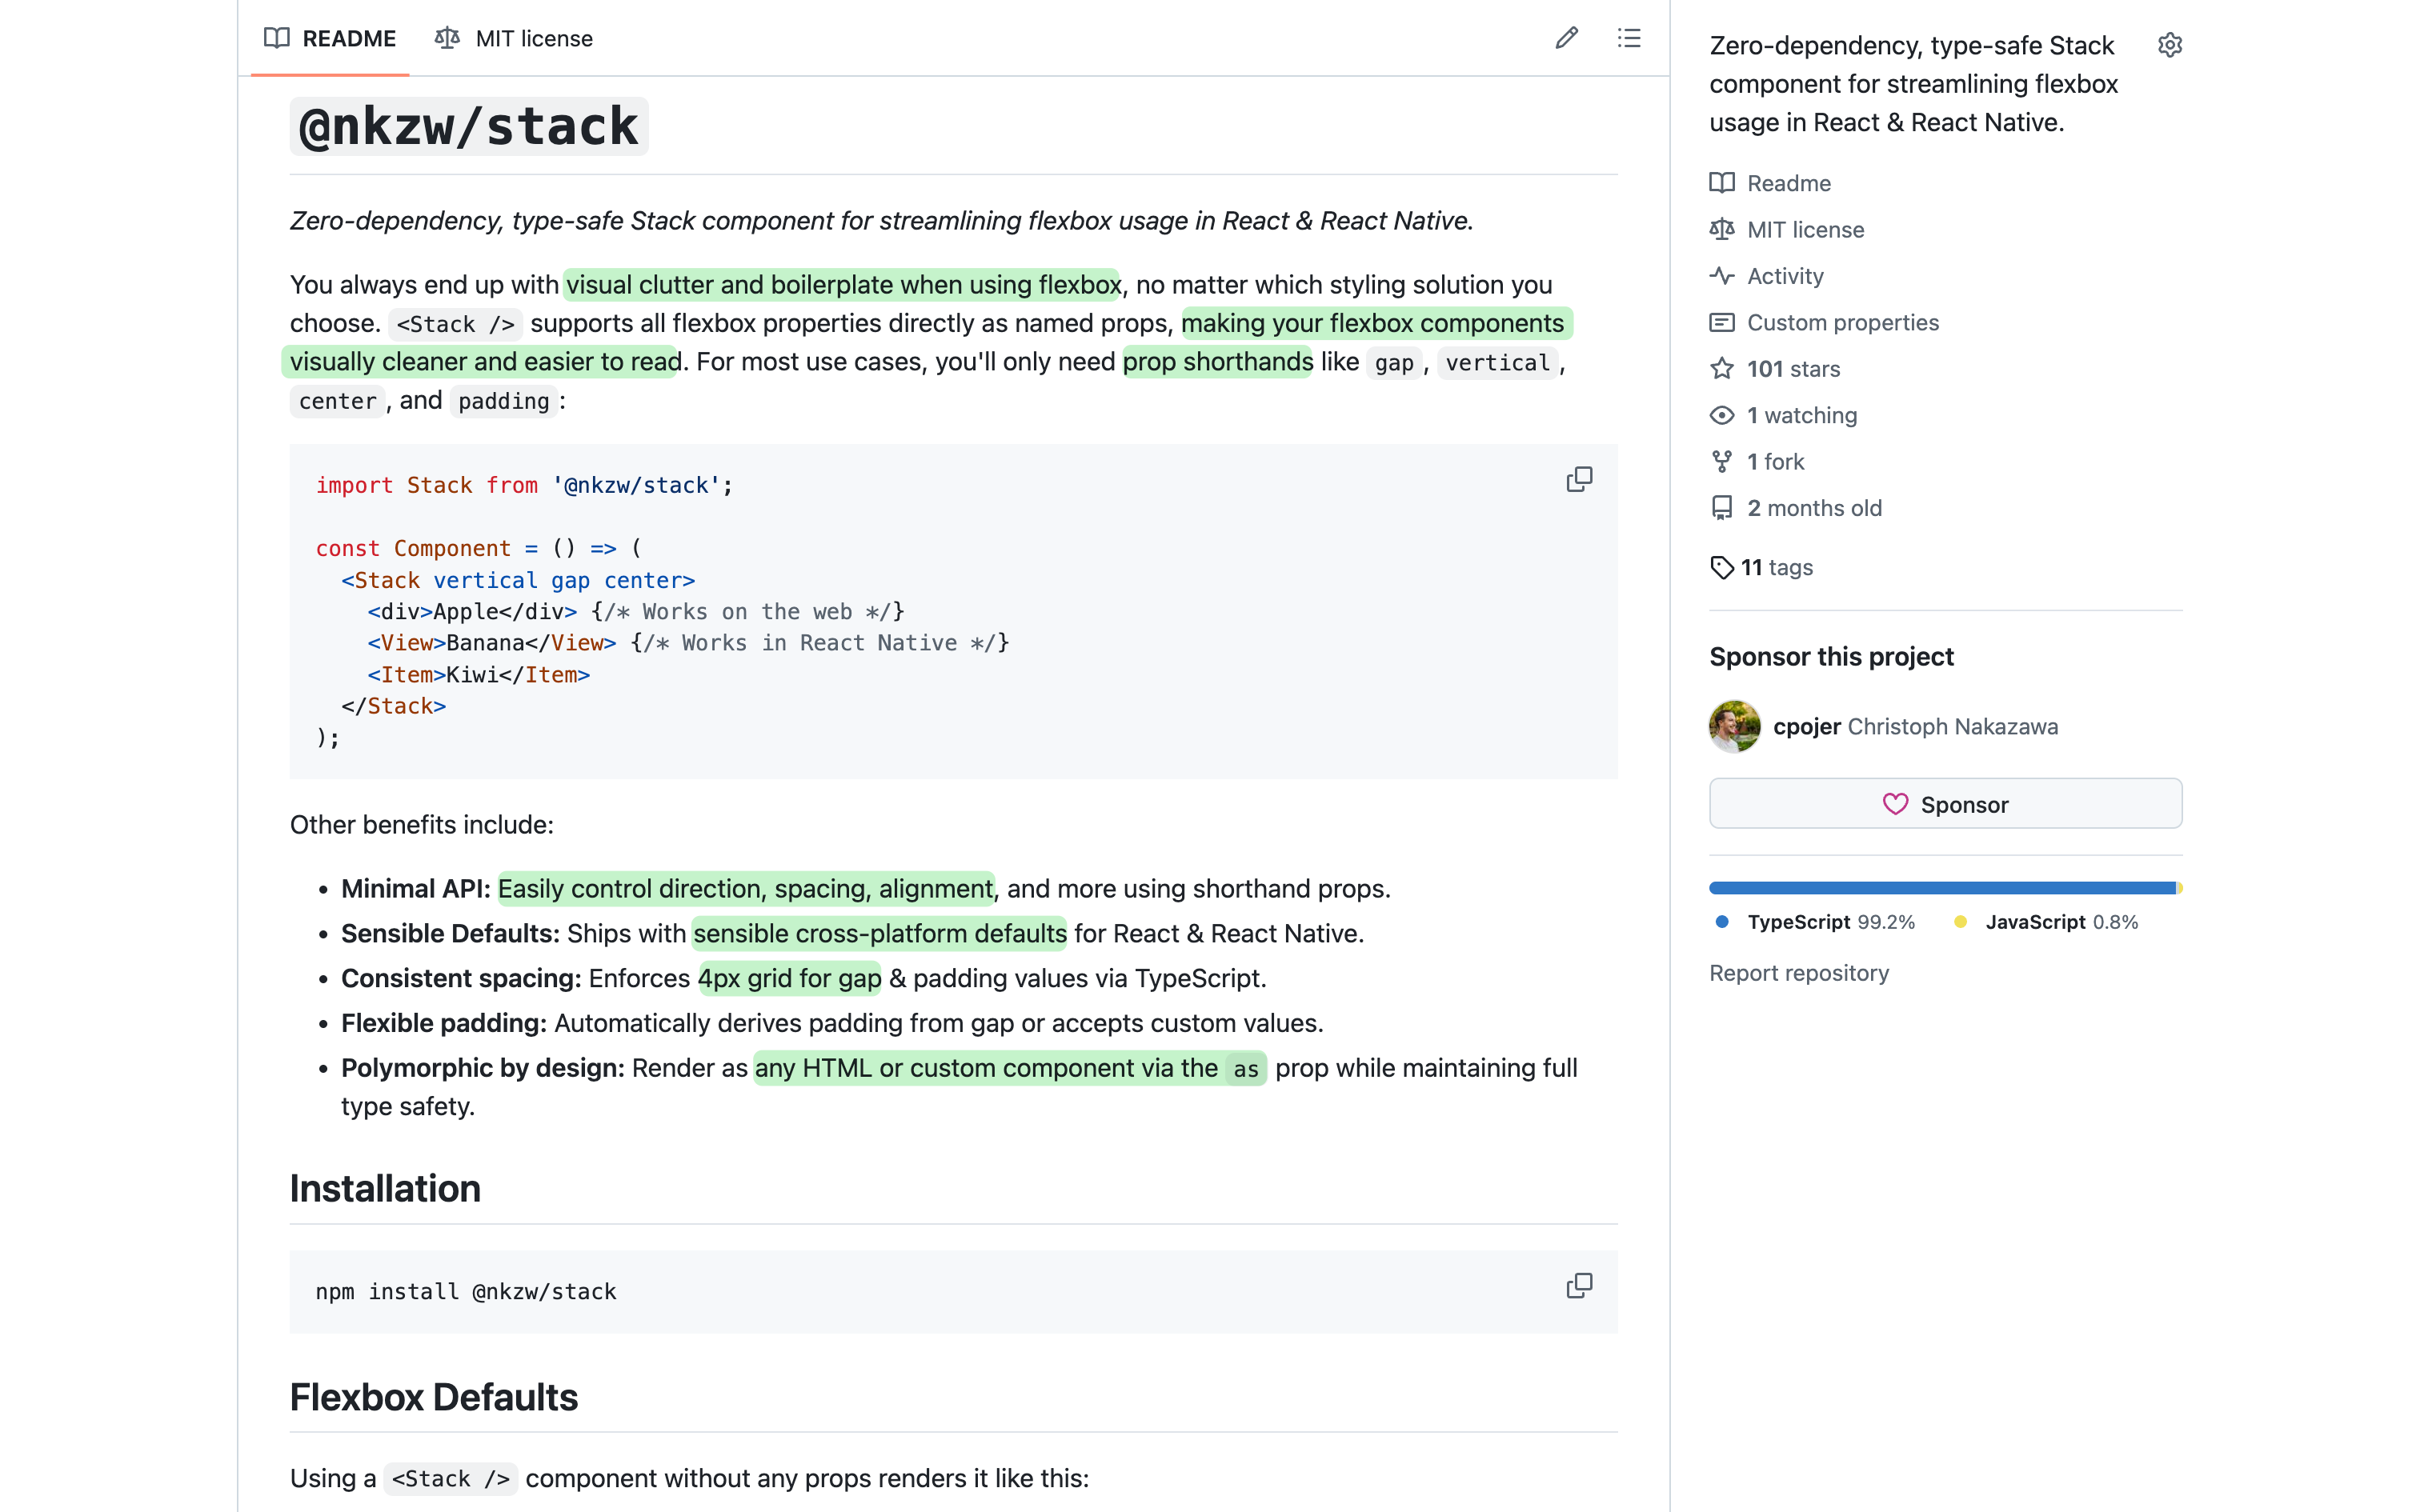 README
MIT license
@nkzw/stack
Zero-dependency, type-safe Stack component for streamlining flexbox usage in React & React Native.
You always end up with visual clutter and boilerplate when using flexbox, no matter which styling solution you
choose. <Stack /> supports all flexbox properties directly as named props, making your flexbox components
visually cleaner and easier to read. For most use cases, you'll only need prop shorthands like gap, vertical,
center, and padding:
import Stack from '@nkzw/stack';
const Component = () => (
<Stack vertical gap center>
<div>Apple</div> {/* Works on the web */}
<View>Banana</View> {/* Works in React Native */}
<Item>Kiwi</Item>
</Stack>
);
Other benefits include:
• Minimal API: Easily control direction, spacing, alignment, and more using shorthand props.
• Sensible Defaults: Ships with sensible cross-platform defaults for React & React Native.
• Consistent spacing: Enforces 4px grid for gap & padding values via TypeScript.
• Flexible padding: Automatically derives padding from gap or accepts custom values.
• Polymorphic by design: Render as any HTML or custom component via the as prop while maintaining full
type safety.
Installation
npm install @nkzw/stack
Flexbox Defaults
Using a <Stack /> component without any props renders it like this:
Zero-dependency, type-safe Stack
component for streamlining flexbox
usage in React & React Native.
Readme
MIT license
Activity
Custom properties
101 stars
1 watching
1 fork
2 months old
11 tags
Sponsor this project
cpojer Christoph Nakazawa
Sponsor
TypeScript 99.2% JavaScript 0.8%
Report repository